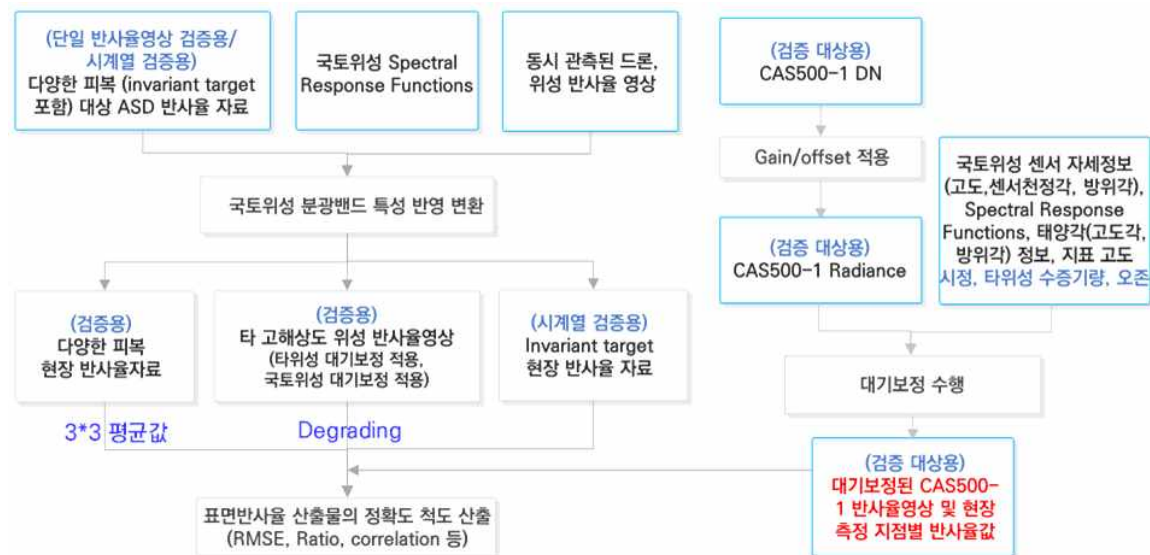 (단일 반사율영상 검증용/
시계열 검증용)
다양한 피복 (invariant target
포함) 대상 ASD 반사율 자료
국토위성 Spectral
Response Functions
동시 관측된 드론,
위성 반사율 영상
(검증 대상용)
CAS500-1 DN
Gain/offset 적용
국토위성 센서 자세정보
(고도,센서천정각, 방위각),
Spectral Response
Functions, 태양각(고도각,
방위각) 정보, 지표 고도
시정, 타위성 수증기량, 오존
국토위성 분광밴드 특성 반영 변환
(검증 대상용)
CAS500-1 Radiance
(검증용)
다양한 피복
현장 반사율자료
(검증용)
타 고해상도 위성 반사율영상
(타위성 대기보정 적용,
국토위성 대기보정 적용)
(시계열 검증용)
Invariant target
현장 반사율 자료
대기보정 수행
3*3 평균값
Degrading
(검증 대상용)
대기보정된 CAS500-
1 반사율영상 및 현장
측정 지점별 반사율값
표면반사율 산출물의 정확도 척도 산출
(RMSE, Ratio, correlation 등)